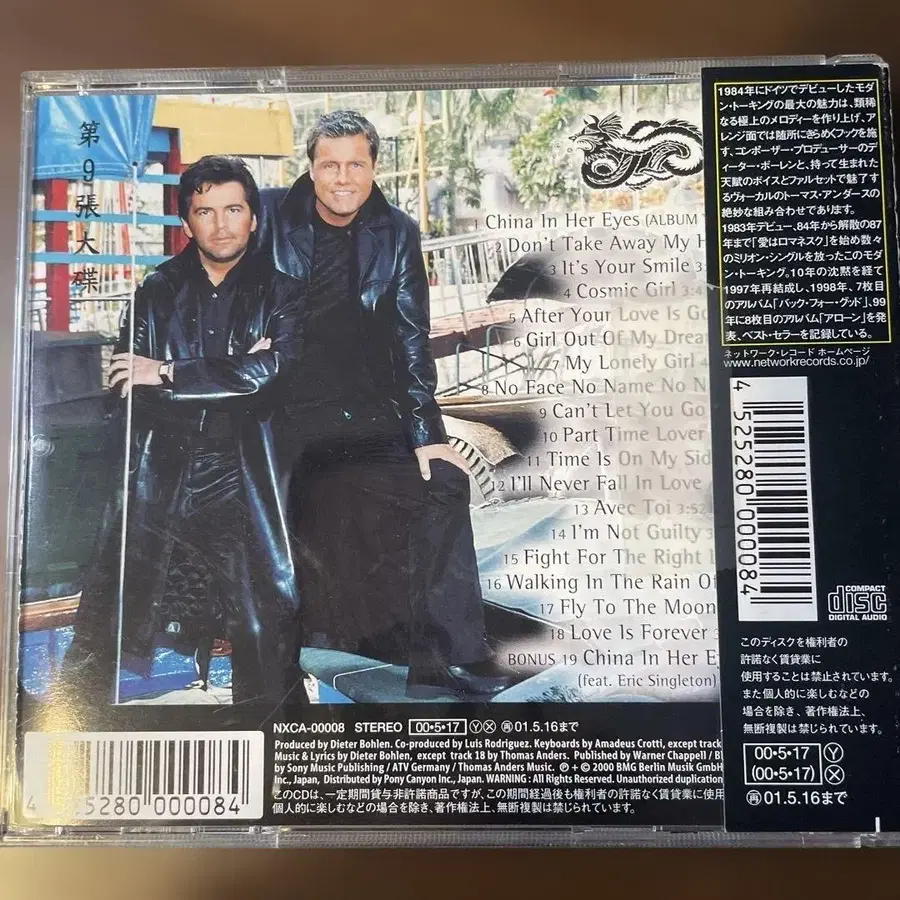 第9張大碟
1 China In Her Eyes (ALBUM
2 Don't Take Away My
3 It's Your Smile
4 Cosmic Girl 3:4
5 After Your Love Is
6 Girl Out Of My
7 My Lonely Girl 4
8 No Face No Name No
9 Can't Let You Go
10 Part Time Lover
11 Time Is On My
12 I'll Never Fall In Love
13 Avec Toi 3:52
14 I'm Not Guilty
15 Fight For The Right
16 Walking In The Rain
17 Fly To The Moon
18 Love Is Forever
BONUS 19 China In Her
(feat. Eric Singleton)
NXCA-00008 STEREO 00・5・17 Ⓨ Ⓧ 再 01.5.16まで
Produced by Dieter Bohlen. Co-produced by Luis Rodriguez. Keyboards by Amadeus Crotti, except track
Music & Lyrics by Dieter Bohlen, except track 18 by Thomas Anders. Published by Warner Chappell /
by Sony Music Publishing / ATV Germany / Thomas Anders Music. ℗ + © 2000 BMG Berlin Musik GmbH
Inc., Japan, Distributed by Pony Canyon Inc., Japan. WARNING : All Rights Reserved. Unauthorized duplication
このCDは、一定期間貸与非許諾商品ですが、この期間経過後も権利者の許諾なく賃貸業に使用
個人的に楽しむなどの場合を除き、著作権法上、無断複製は禁じられています。
5280 000084
1984年にドイツでデビューしたモダ
ン・トーキングの最大の魅力は、類稀
なる極上のメロディーを作り上げ、ア
レンジ面では随所にきらめくフックを施
す、コンポーザー・プロデューサーのデ
ィーター・ボーレンと、持って生まれた
天賦のボイスとファルセットで魅了す
るヴォーカルのトーマス・アンダースの
絶妙な組み合わせであります。
1983年デビュー、84年から解散の87
年まで「愛はロマネスク」を始め数々
のミリオン・シングルを放ったこのモダ
ン・トーキング。10年の沈黙を経て
1997年再結成し、1998年、7枚目
のアルバム「バック・フォー・グッド」、99
年に8枚目のアルバム「アローン」を発
表、ベスト・セラーを記録している。
ネットワーク・レコード ホームページ
www.networkrecords.co.jp/
4 525280 000084
COMPACT
disc
DIGITAL AUDIO
このディスクを権利者の
許諾なく賃貸業に
使用することは禁止されています。
また個人的に楽しむなどの
場合を除き、著作権法上、
無断複製は禁じられています。
00・5・17 Ⓨ
(00・5・17) Ⓧ
再 01.5.16まで